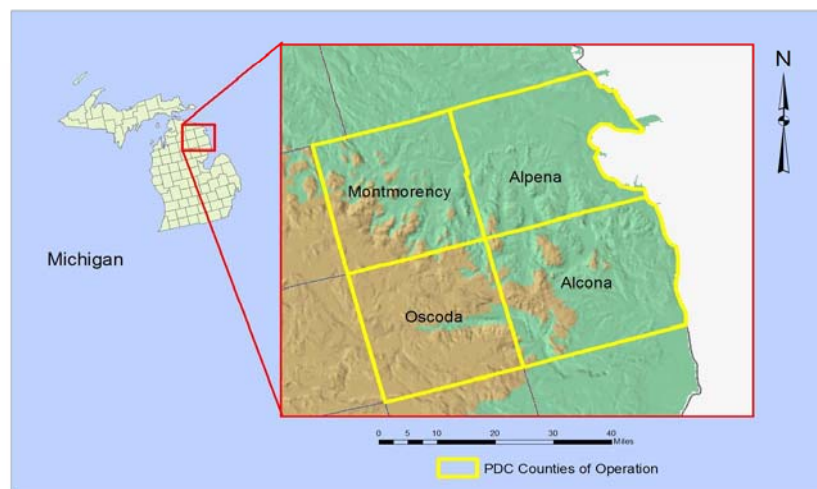 N
Alpena
Montmorency
Michigan
Alcona
Oscoda
0 5 10 20 30 40
Miles
PDC Counties of Operation